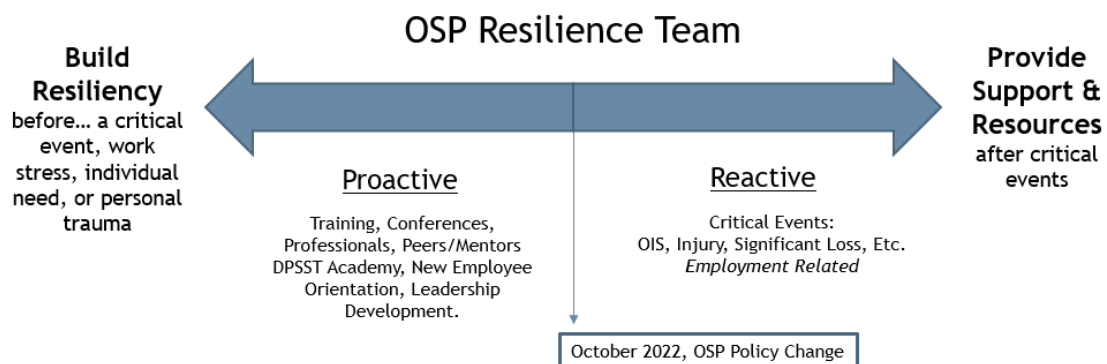 OSP Resilience Team
Build
Resiliency
before... a critical
event, work
stress, individual
need, or personal
trauma
Proactive
Training, Conferences,
Professionals, Peers/Mentors
DPSST Academy, New Employee
Orientation, Leadership
Development.
Reactive
Critical Events:
OIS, Injury, Significant Loss, Etc.
Employment Related
Provide
Support &
Resources
after critical
events
October 2022, OSP Policy Change